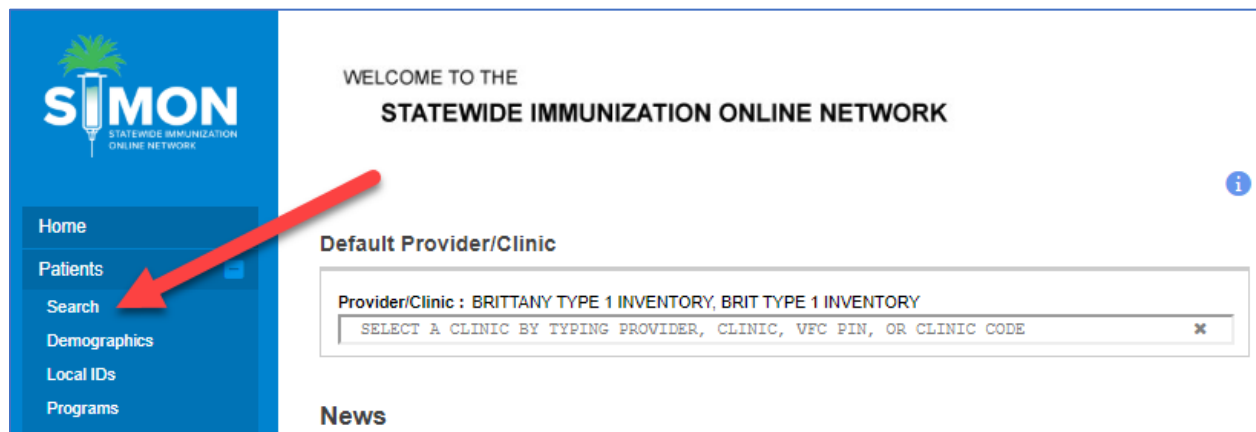 SIMON
STATEWIDE IMMUNIZATION
ONLINE NETWORK
Home
Patients
Search
Demographics
Local IDs
Programs
WELCOME TO THE
STATEWIDE IMMUNIZATION ONLINE NETWORK
i
Default Provider/Clinic
Provider/Clinic : BRITTANY TYPE 1 INVENTORY, BRIT TYPE 1 INVENTORY
SELECT A CLINIC BY TYPING PROVIDER, CLINIC, VFC PIN, OR CLINIC CODE
News